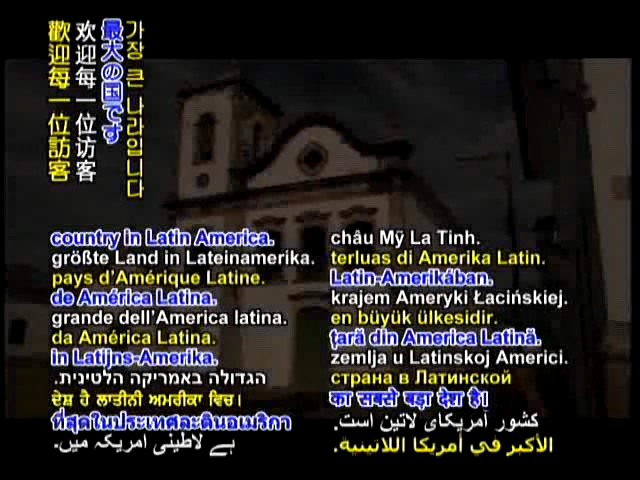 歡迎每一位訪客
欢迎每一位访客
最大の国です
가장 큰 나라입니다
country in Latin America.
größte Land in Lateinamerika.
pays d'Amérique Latine.
de América Latina.
grande dell'America latina.
da América Latina.
in Latijns-Amerika.
הגדולה באמריקה הלטינית.
ਦੇਸ਼ ਹੈ ਲਾਤੀਨੀ ਅਮਰੀਕਾ ਵਿਚ।
ที่สุดในประเทศละตินอเมริกา
ہے لاطینی امریکہ میں۔
châu Mỹ La Tinh.
terluas di Amerika Latin.
Latin-Amerikában.
krajem Ameryki Łacińskiej.
en büyük ülkesidir.
ţară din America Latină.
zemlja u Latinskoj Americi.
страна в Латинской
का सबसे बड़ा देश है।
کشور آمریکای لاتین است.
الأكبر في أمريكا اللاتينية.